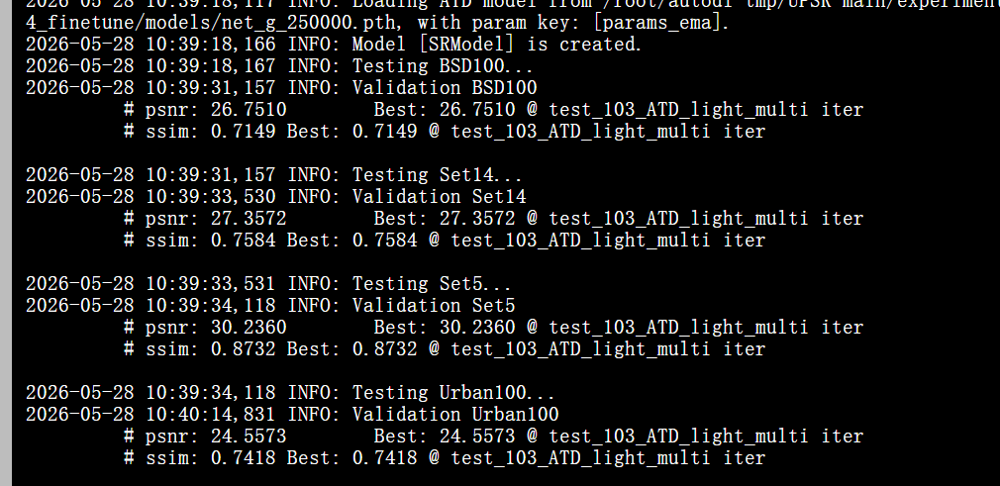 2026-05-28 10:39:18,117 INFO: Loading ATD model from /root/autodl-tmp/UPSR-main/experimen
4_finetune/models/net_g_250000.pth, with param key: [params_ema].
2026-05-28 10:39:18,166 INFO: Model [SRModel] is created.
2026-05-28 10:39:18,167 INFO: Testing BSD100...
2026-05-28 10:39:31,157 INFO: Validation BSD100
# psnr: 26.7510 Best: 26.7510 @ test_103_ATD_light_multi iter
# ssim: 0.7149 Best: 0.7149 @ test_103_ATD_light_multi iter
2026-05-28 10:39:31,157 INFO: Testing Set14...
2026-05-28 10:39:33,530 INFO: Validation Set14
# psnr: 27.3572 Best: 27.3572 @ test_103_ATD_light_multi iter
# ssim: 0.7584 Best: 0.7584 @ test_103_ATD_light_multi iter
2026-05-28 10:39:33,531 INFO: Testing Set5...
2026-05-28 10:39:34,118 INFO: Validation Set5
# psnr: 30.2360 Best: 30.2360 @ test_103_ATD_light_multi iter
# ssim: 0.8732 Best: 0.8732 @ test_103_ATD_light_multi iter
2026-05-28 10:39:34,118 INFO: Testing Urban100...
2026-05-28 10:40:14,831 INFO: Validation Urban100
# psnr: 24.5573 Best: 24.5573 @ test_103_ATD_light_multi iter
# ssim: 0.7418 Best: 0.7418 @ test_103_ATD_light_multi iter